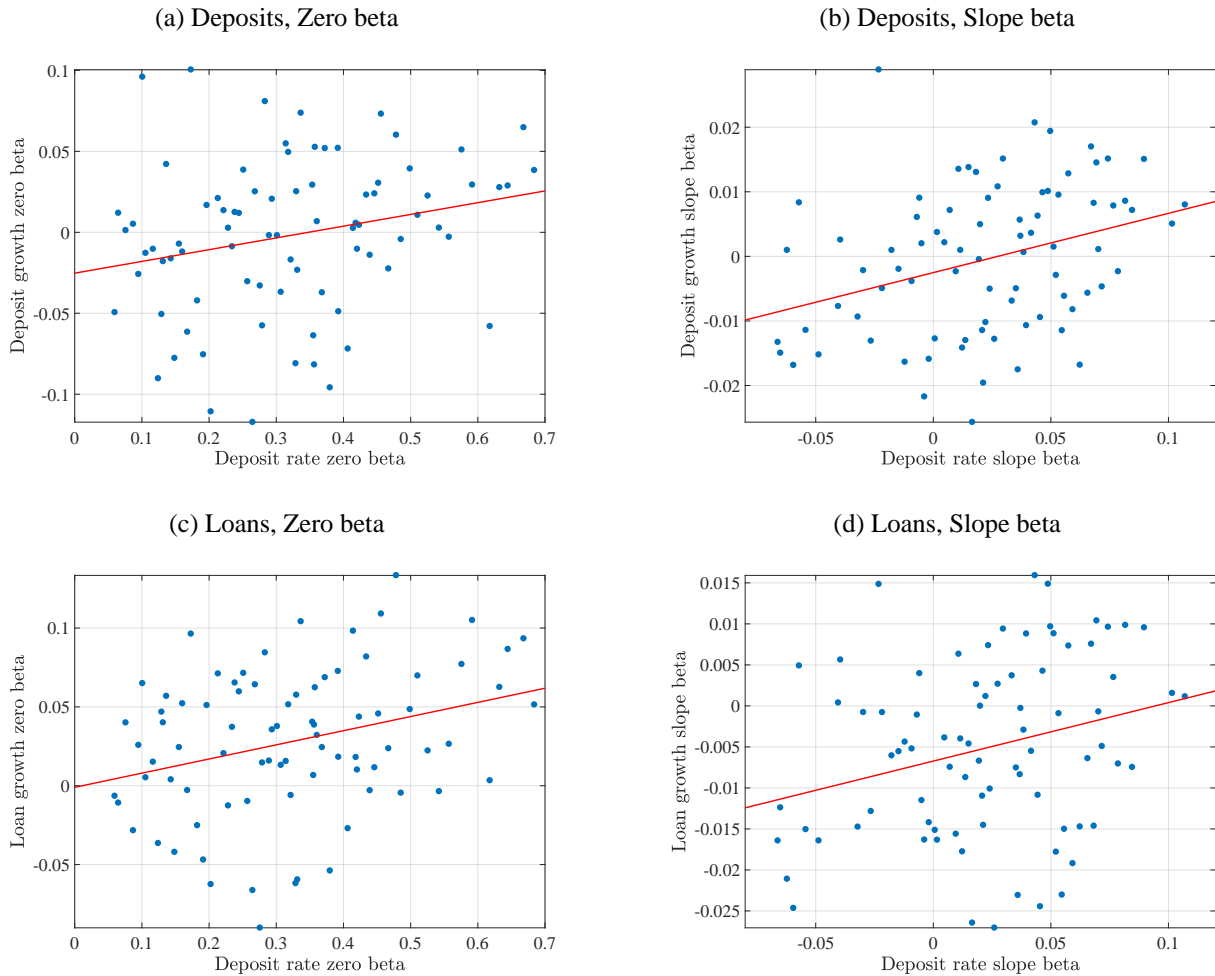 (a) Deposits, Zero beta
0.1
0.05
0
-0.05
-0.1
Deposit growth zero beta
0 0.1 0.2 0.3 0.4 0.5 0.6 0.7
Deposit rate zero beta
(b) Deposits, Slope beta
0.02
0.01
0
-0.01
-0.02
Deposit growth slope beta
-0.05 0 0.05 0.1
Deposit rate slope beta
(c) Loans, Zero beta
0.1
0.05
0
-0.05
Loan growth zero beta
0 0.1 0.2 0.3 0.4 0.5 0.6 0.7
Deposit rate zero beta
(d) Loans, Slope beta
0.015
0.01
0.005
0
-0.005
-0.01
-0.015
-0.02
-0.025
Loan growth slope beta
-0.05 0 0.05 0.1
Deposit rate slope beta